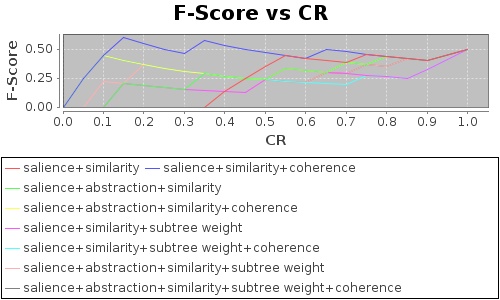 F-Score vs CR
F-Score
0.50
0.25
0.00
0.0 0.1 0.2 0.3 0.4 0.5 0.6 0.7 0.8 0.9 1.0
CR
salience+similarity salience+similarity+coherence
salience+abstraction+similarity
salience+abstraction+similarity+coherence
salience+similarity+subtree weight
salience+similarity+subtree weight+coherence
salience+abstraction+similarity+subtree weight
salience+abstraction+similarity+subtree weight+coherence